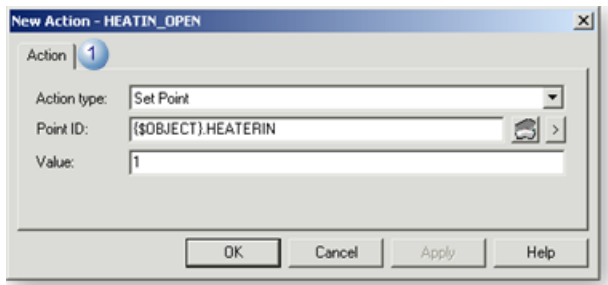 New Action - HEATIN_OPEN
Action 1
Action type: Set Point
Point ID: {$OBJECT}.HEATERIN >
Value: 1
OK Cancel Apply Help